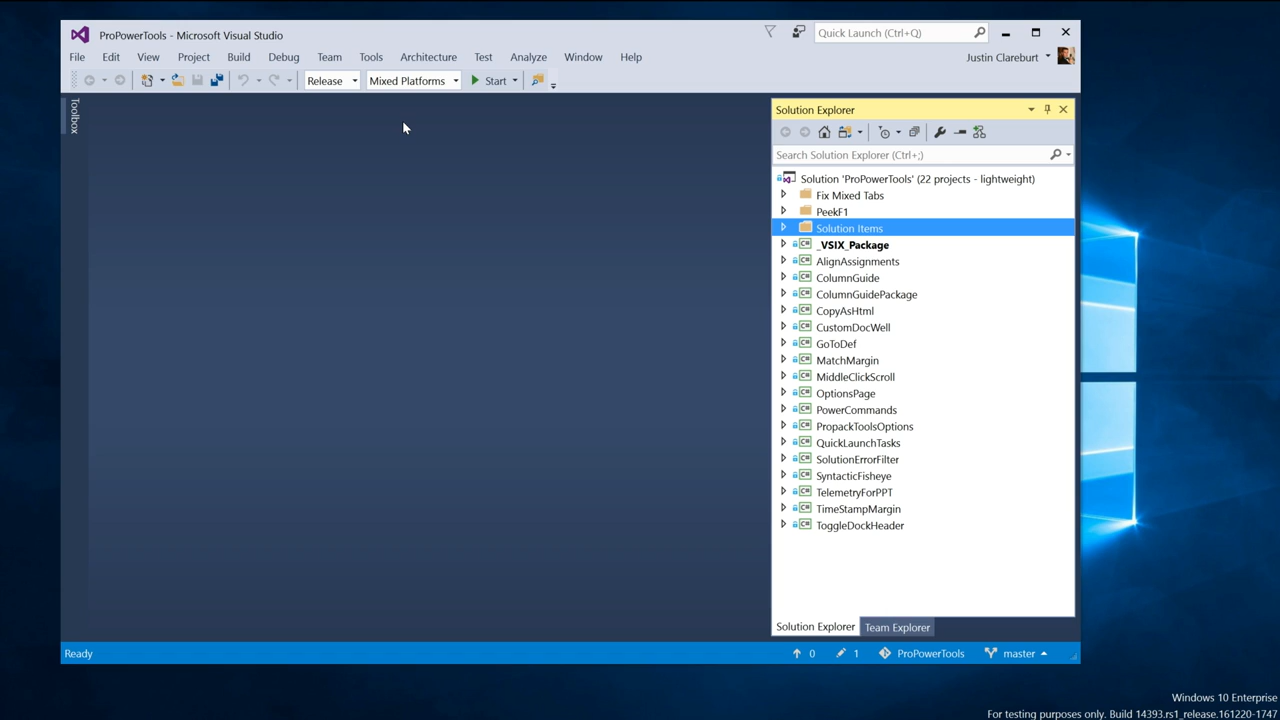 ProPowerTools - Microsoft Visual Studio
Quick Launch (Ctrl+Q)
File Edit View Project Build Debug Team Tools Architecture Test Analyze Window Help
Justin Clareburt
Release Mixed Platforms Start
Toolbox
Solution Explorer
Search Solution Explorer (Ctrl+;)
Solution 'ProPowerTools' (22 projects - lightweight)
Fix Mixed Tabs
PeekF1
Solution Items
C# _VSIX_Package
C# AlignAssignments
C# ColumnGuide
C# ColumnGuidePackage
C# CopyAsHtml
C# CustomDocWell
C# GoToDef
C# MatchMargin
C# MiddleClickScroll
C# OptionsPage
C# PowerCommands
C# PropackToolsOptions
C# QuickLaunchTasks
C# SolutionErrorFilter
C# SyntacticFisheye
C# TelemetryForPPT
C# TimeStampMargin
C# ToggleDockHeader
Solution Explorer Team Explorer
Ready 0 1 ProPowerTools master
Windows 10 Enterprise
For testing purposes only. Build 14393.rs1_release.161220-1747